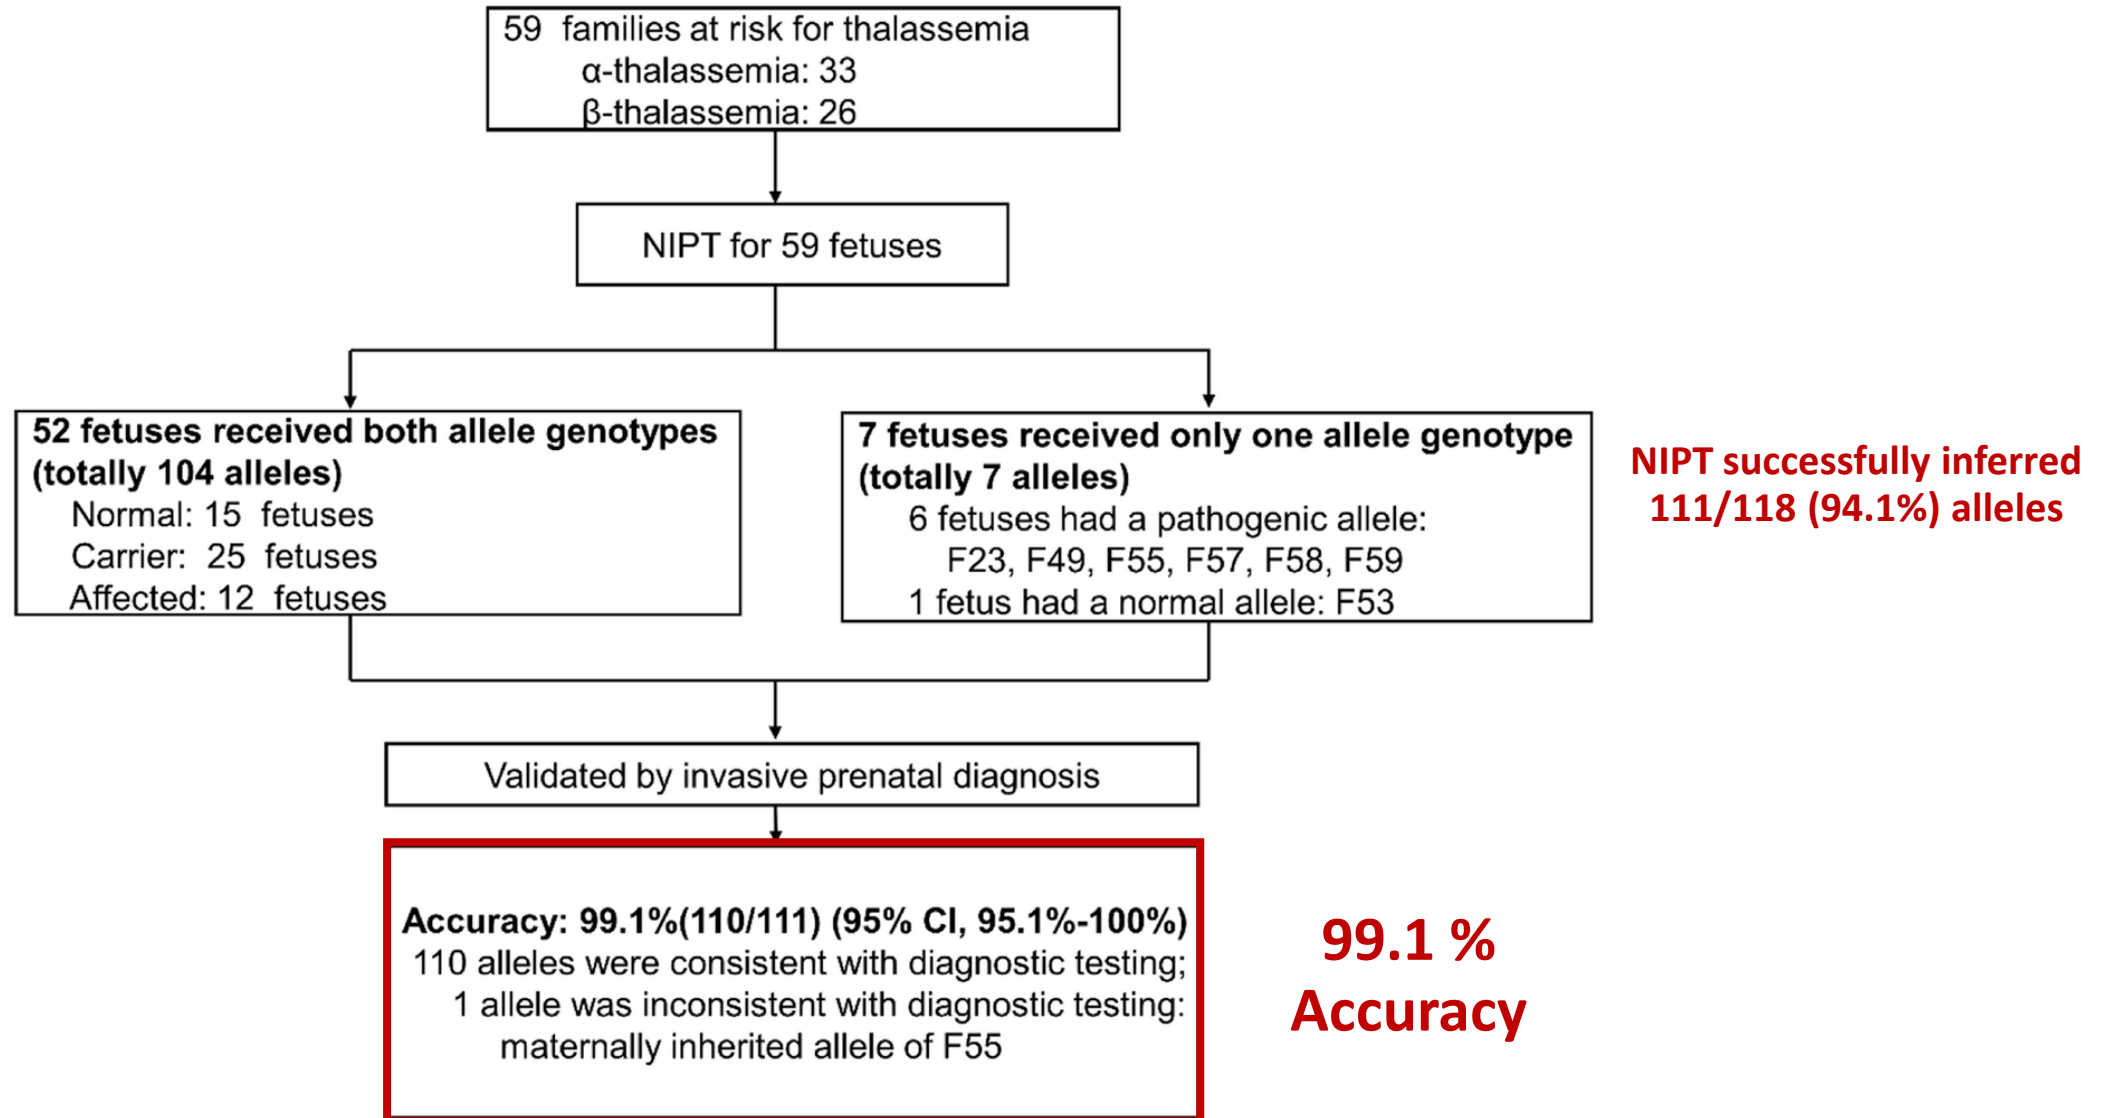 59 families at risk for thalassemia
α-thalassemia: 33
β-thalassemia: 26
NIPT for 59 fetuses
52 fetuses received both allele genotypes
(totally 104 alleles)
Normal: 15 fetuses
Carrier: 25 fetuses
Affected: 12 fetuses
7 fetuses received only one allele genotype
(totally 7 alleles)
6 fetuses had a pathogenic allele:
F23, F49, F55, F57, F58, F59
1 fetus had a normal allele: F53
NIPT successfully inferred
111/118 (94.1%) alleles
Validated by invasive prenatal diagnosis
Accuracy: 99.1%(110/111) (95% CI, 95.1%-100%)
110 alleles were consistent with diagnostic testing;
1 allele was inconsistent with diagnostic testing:
maternally inherited allele of F55
99.1 %
Accuracy